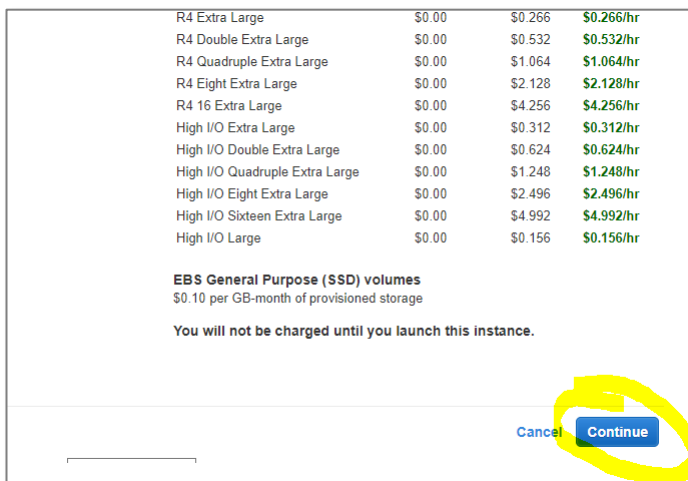 R4 Extra Large $0.00 $0.266 $0.266/hr
R4 Double Extra Large $0.00 $0.532 $0.532/hr
R4 Quadruple Extra Large $0.00 $1.064 $1.064/hr
R4 Eight Extra Large $0.00 $2.128 $2.128/hr
R4 16 Extra Large $0.00 $4.256 $4.256/hr
High I/O Extra Large $0.00 $0.312 $0.312/hr
High I/O Double Extra Large $0.00 $0.624 $0.624/hr
High I/O Quadruple Extra Large $0.00 $1.248 $1.248/hr
High I/O Eight Extra Large $0.00 $2.496 $2.496/hr
High I/O Sixteen Extra Large $0.00 $4.992 $4.992/hr
High I/O Large $0.00 $0.156 $0.156/hr
EBS General Purpose (SSD) volumes
$0.10 per GB-month of provisioned storage
You will not be charged until you launch this instance.
Cancel Continue